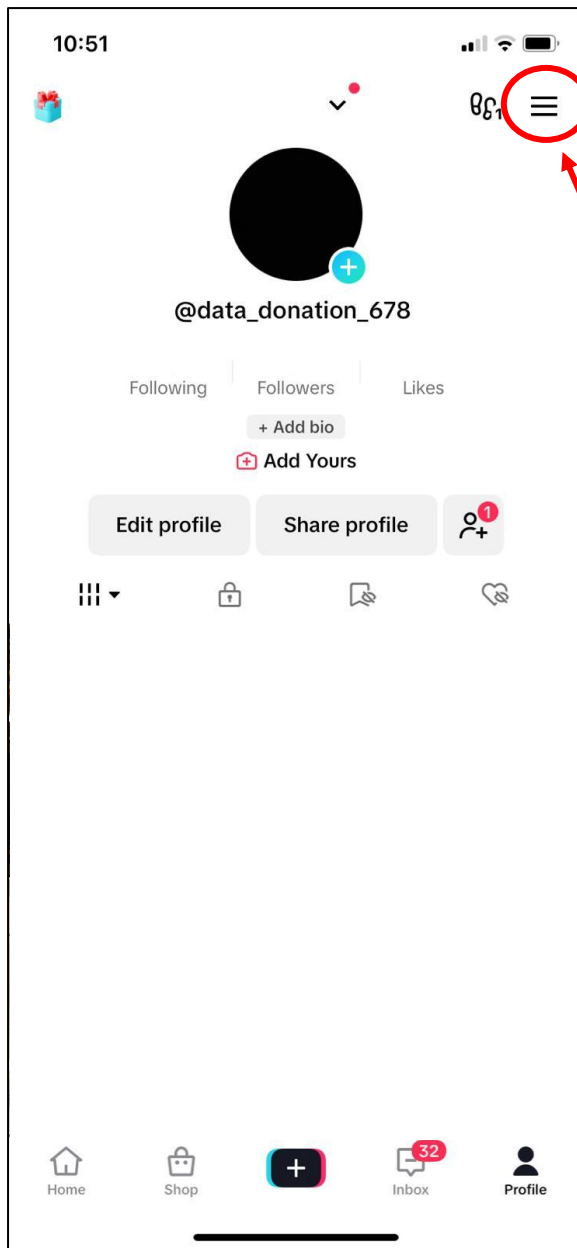 10:51
1
@data_donation_678
Following Followers Likes
+ Add bio
Add Yours
Edit profile Share profile 1
32
Home Shop Inbox Profile